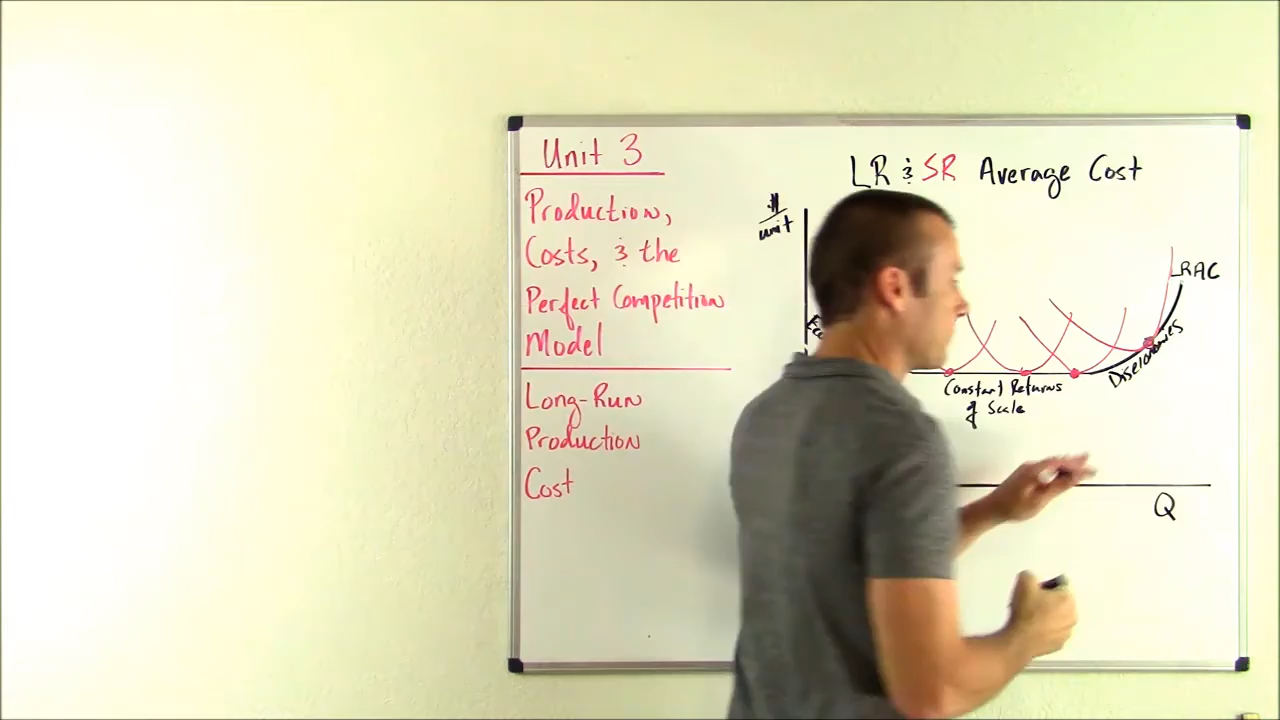 Unit 3
Production,
Costs, & the
Perfect Competition
Model
Long-Run
Production
Cost
LR & SR Average Cost
$/unit
LRAC
Constant Returns
of Scale
Q